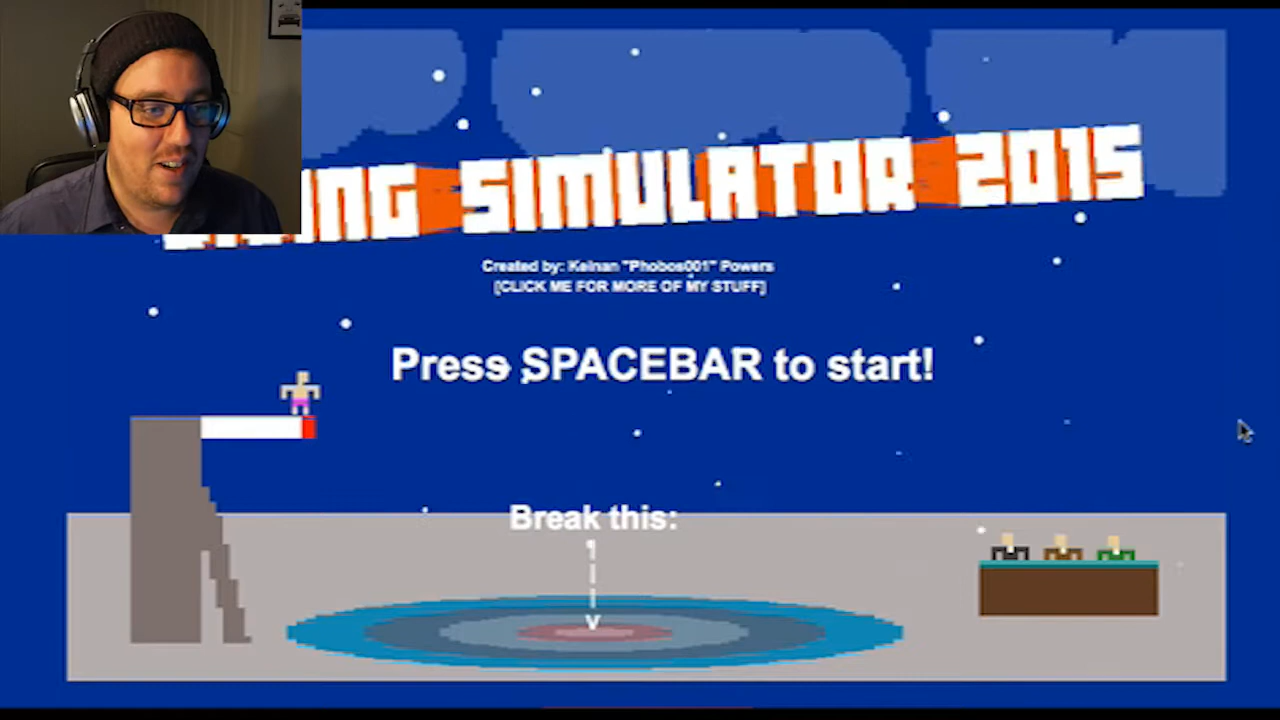 SIMULATOR 2015
Created by: Keinan "Phobos001" Powers
[CLICK ME FOR MORE OF MY STUFF]
Press SPACEBAR to start!
Break this: